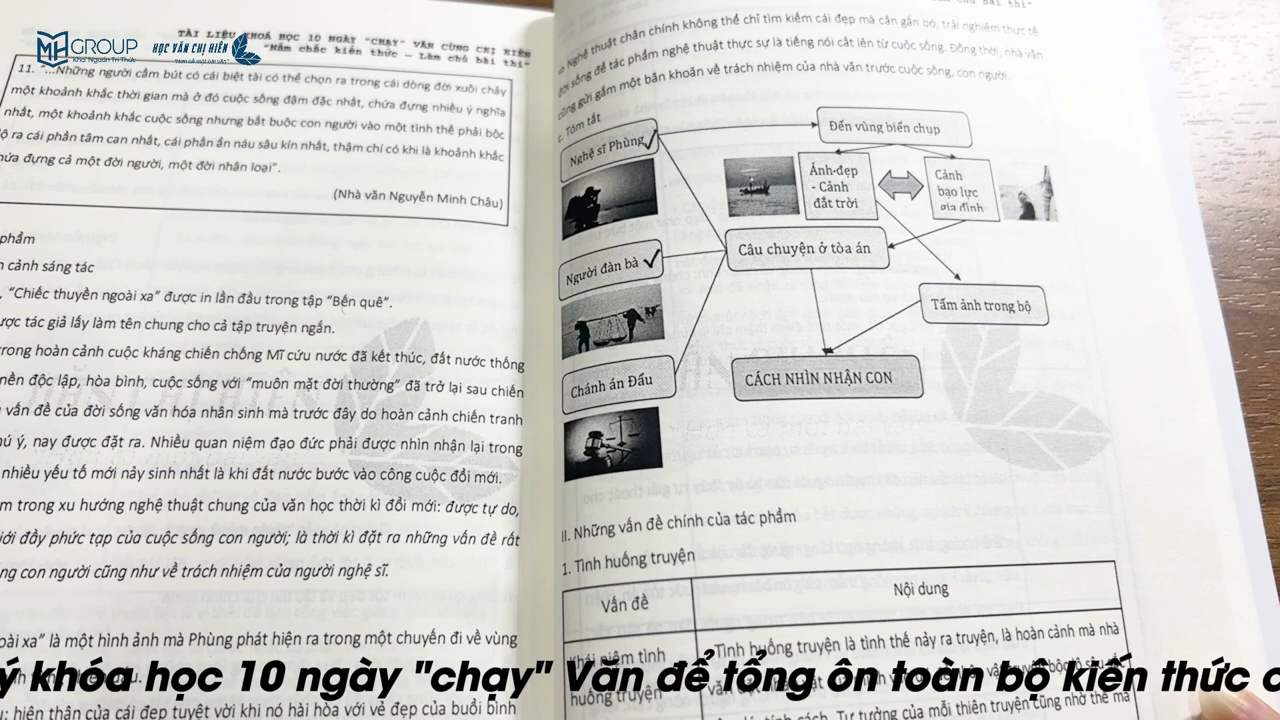 MH GROUP
Khơi Nguồn Tri Thức
HỌC VĂN CHỊ HIÊN
TÀI LIỆU KHOÁ HỌC 10 NGÀY "CHẠY" VĂN CÙNG CHỊ HIÊN
"Nắm chắc kiến thức – Làm chủ bài thi"
11. "...Những người cầm bút có cái biệt tài có thể chọn ra trong cái dòng đời xuôi chảy
một khoảnh khắc thời gian mà ở đó cuộc sống đậm đặc nhất, chứa đựng nhiều ý nghĩa
nhất, một khoảnh khắc cuộc sống nhưng bắt buộc con người vào một tình thế phải bộc
ra cái phần tâm can nhất, cái phần ẩn náu sâu kín nhất, thậm chí có khi là khoảnh khắc
đựng cả một đời người, một đời nhân loại".
(Nhà văn Nguyễn Minh Châu)
phẩm
cảnh sáng tác
"Chiếc thuyền ngoài xa" được in lần đầu trong tập "Bến quê".
tác giả lấy làm tên chung cho cả tập truyện ngắn.
trong hoàn cảnh cuộc kháng chiến chống Mĩ cứu nước đã kết thúc, đất nước thống
nền độc lập, hòa bình, cuộc sống với "muôn mặt đời thường" đã trở lại sau chiến
vấn đề của đời sống văn hóa nhân sinh mà trước đây do hoàn cảnh chiến tranh
ý, nay được đặt ra. Nhiều quan niệm đạo đức phải được nhìn nhận lại trong
nhiều yếu tố mới nảy sinh nhất là khi đất nước bước vào công cuộc đổi mới.
trong xu hướng nghệ thuật chung của văn học thời kì đổi mới: được tự do,
đầy phức tạp của cuộc sống con người; là thời kì đặt ra những vấn đề rất
con người cũng như về trách nhiệm của người nghệ sĩ.
xa" là một hình ảnh mà Phùng phát hiện ra trong một chuyến đi về vùng
hiện thân của cái đẹp tuyệt vời khi nó hài hòa với vẻ đẹp của buổi bình
Nghệ thuật chân chính không thể chỉ tìm kiếm cái đẹp mà cần gắn bó, trải nghiệm thực tế
đời sống để tác phẩm nghệ thuật thực sự là tiếng nói cất lên từ cuộc sống. Đồng thời, nhà văn
cũng gửi gắm một băn khoăn về trách nhiệm của nhà văn trước cuộc sống, con người.
c. Tóm tắt
Nghệ sĩ Phùng
Đến vùng biển chụp
Ảnh đẹp
- Cảnh
đắt trời
Cảnh
bạo lực
gia đình
Câu chuyện ở tòa án
Người đàn bà
Tấm ảnh trong bộ
Chánh án Đẩu
CÁCH NHÌN NHẬN CON
II. Những vấn đề chính của tác phẩm
1. Tình huống truyện
Vấn đề
Nội dung
Khái niệm tình
huống truyện
- Tình huống truyện là tình thế nảy ra truyện, là hoàn cảnh mà nhà
tính cách. Tư tưởng của mỗi thiên truyện cũng nhờ thế mà
khóa học 10 ngày "chạy" Văn để tổng ôn toàn bộ kiến thức